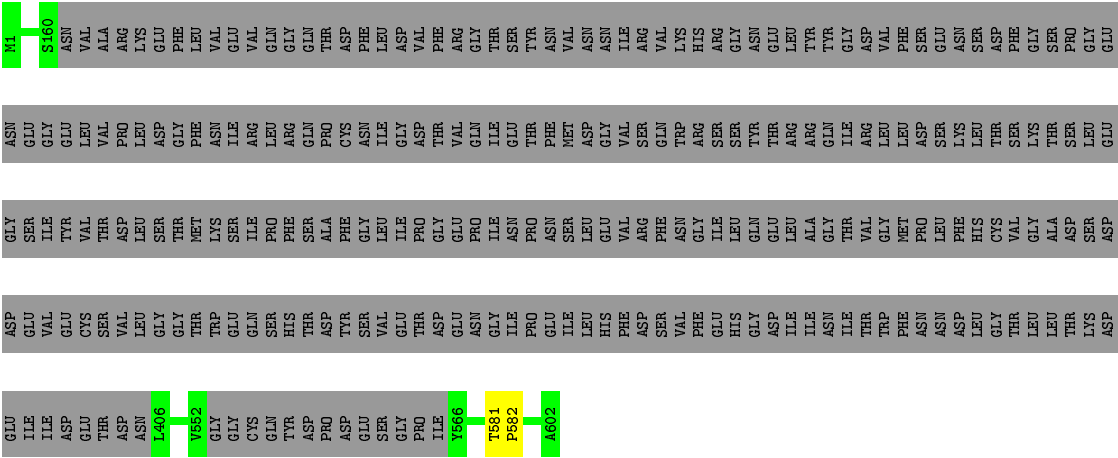 M1 S160 ASN VAL ALA ARG LYS GLU PHE LEU VAL GLU VAL GLN GLY GLN THR ASP PHE LEU ASP VAL PHE ARG GLY THR SER TYR ASN VAL ASN ASN ILE ARG VAL LYS HIS ARG GLY ASN GLU LEU TYR TYR GLY ASP VAL PHE SER GLU ASN SER ASP PHE GLY SER PRO GLY GLU
ASN GLU GLY GLU LEU VAL PRO LEU ASP GLY PHE ASN ILE ARG LEU ARG GLN PRO CYS ASN ILE GLY ASP THR VAL GLN ILE GLU THR PHE MET ASP GLY VAL SER GLN TRP ARG SER SER TYR THR ARG ARG GLN ILE ARG LEU LEU ASP SER LYS LEU THR SER LYS THR SER LEU GLU
GLY SER ILE TYR VAL THR ASP LEU SER THR MET LYS SER ILE PRO PHE SER ALA PHE GLY LEU ILE PRO GLY GLU PRO ILE ASN PRO ASN SER LEU GLU VAL ARG PHE ASN GLY ILE LEU GLN GLU LEU ALA GLY THR VAL GLY MET PRO LEU PHE HIS CYS VAL GLY ALA ASP SER ASP
ASP GLU VAL GLU CYS SER VAL LEU GLY GLY THR TRP GLU GLN SER HIS THR ASP TYR SER VAL GLU THR ASP GLU ASN GLY ILE PRO GLU ILE LEU HIS PHE ASP SER VAL PHE GLU HIS GLY ASP ILE ILE ASN ILE THR TRP PHE ASN ASN ASP LEU GLY THR LEU LEU THR LYS ASP
GLU ILE ILE ASP GLU THR ASP ASN L406 V552 GLY GLY CYS GLN TYR ASP PRO ASP GLU SER GLY PRO ILE Y566 T581 P582 A602